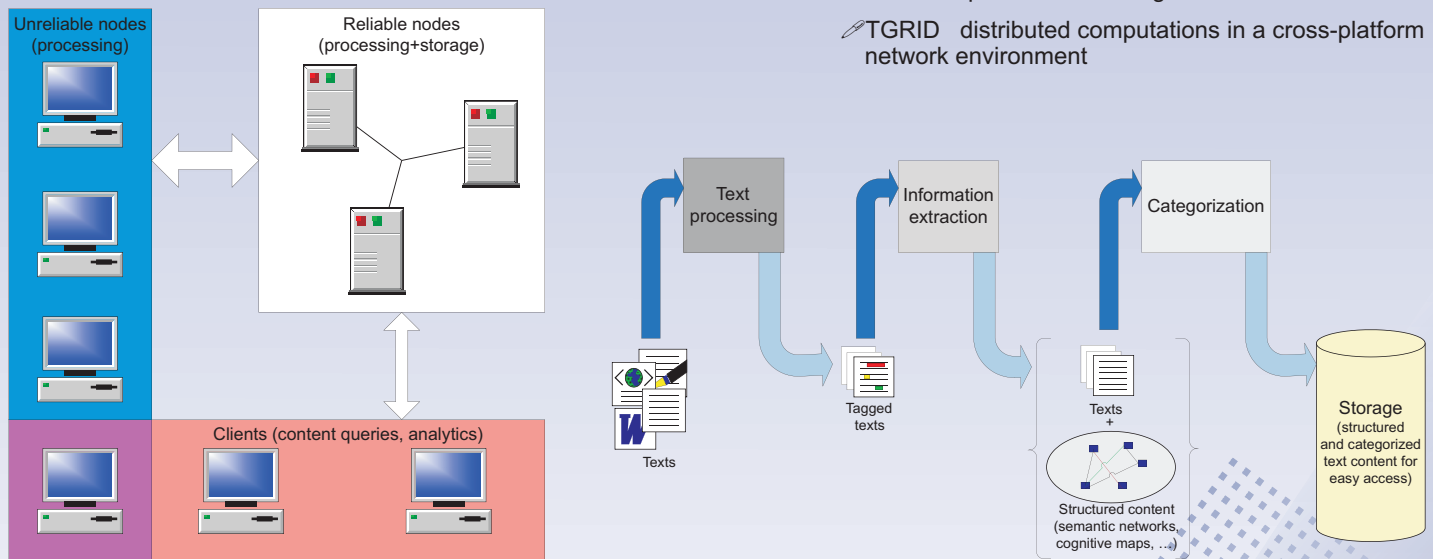 TGRID distributed computations in a cross-platform
network environment
Unreliable nodes
(processing)
Reliable nodes
(processing+storage)
Clients (content queries, analytics)
Text
processing
Information
extraction
Categorization
Texts
Tagged
texts
Texts
+
Structured content
(semantic networks,
cognitive maps, ...)
Storage
(structured
and categorized
text content for
easy access)
W